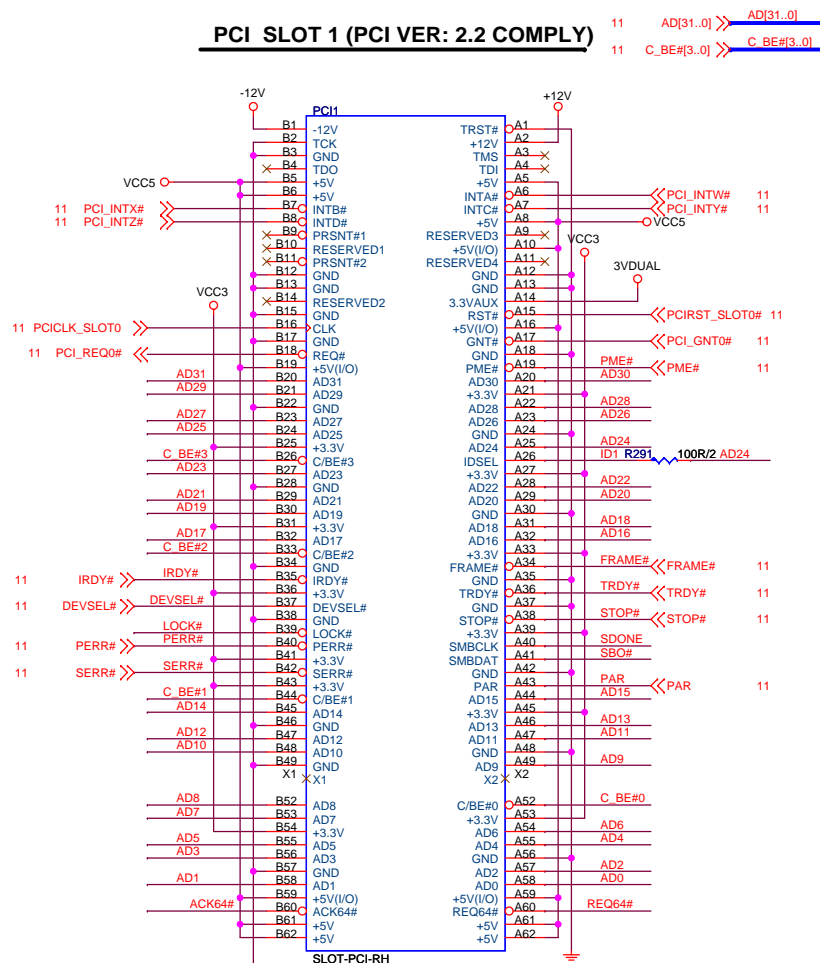 PCI SLOT 1 (PCI VER: 2.2 COMPLY)
11 AD[31..0] AD[31..0]
11 C_BE#[3..0] C_BE#[3..0]
-12V +12V
PCI1
B1 -12V TRST# A1
B2 TCK +12V A2
B3 GND TMS A3
B4 TDO TDI A4
VCC5 B5 +5V +5V A5
B6 +5V INTA# A6 PCI_INTW# 11
11 PCI_INTX# B7 INTB# INTC# A7 PCI_INTY# 11
11 PCI_INTZ# B8 INTD# +5V A8 VCC5
B9 PRSNT#1 RESERVED3 A9
B10 RESERVED1 +5V(I/O) A10 VCC3
B11 PRSNT#2 RESERVED4 A11
B12 GND GND A12
B13 GND GND A13 3VDUAL
VCC3 B14 RESERVED2 3.3VAUX A14
B15 GND RST# A15 PCIRST_SLOT0# 11
11 PCICLK_SLOT0 B16 CLK +5V(I/O) A16
B17 GND GNT# A17 PCI_GNT0# 11
11 PCI_REQ0# B18 REQ# GND A18
B19 +5V(I/O) PME# A19 PME# PME# 11
AD31 B20 AD31 AD30 A20 AD30
AD29 B21 AD29 +3.3V A21
B22 GND AD28 A22 AD28
AD27 B23 AD27 AD26 A23 AD26
AD25 B24 AD25 GND A24
B25 +3.3V AD24 A25 AD24
C_BE#3 B26 C/BE#3 IDSEL A26 ID1 R291 100R/2 AD24
AD23 B27 AD23 +3.3V A27
B28 GND AD22 A28 AD22
AD21 B29 AD21 AD20 A29 AD20
AD19 B30 AD19 GND A30
B31 +3.3V AD18 A31 AD18
AD17 B32 AD17 AD16 A32 AD16
C_BE#2 B33 C/BE#2 +3.3V A33
B34 GND FRAME# A34 FRAME# FRAME# 11
11 IRDY# IRDY# B35 IRDY# GND A35
B36 +3.3V TRDY# A36 TRDY# TRDY# 11
11 DEVSEL# DEVSEL# B37 DEVSEL# GND A37
B38 GND STOP# A38 STOP# STOP# 11
LOCK# B39 LOCK# +3.3V A39
11 PERR# PERR# B40 PERR# SMBCLK A40 SDONE
B41 +3.3V SMBDAT A41 SBO#
11 SERR# SERR# B42 SERR# GND A42
B43 +3.3V PAR A43 PAR PAR 11
C_BE#1 B44 C/BE#1 AD15 A44 AD15
AD14 B45 AD14 +3.3V A45
B46 GND AD13 A46 AD13
AD12 B47 AD12 AD11 A47 AD11
AD10 B48 AD10 GND A48
B49 GND AD9 A49 AD9
X1 X1 X2 X2
AD8 B52 AD8 C/BE#0 A52 C_BE#0
AD7 B53 AD7 +3.3V A53
B54 +3.3V AD6 A54 AD6
AD5 B55 AD5 AD4 A55 AD4
AD3 B56 AD3 GND A56
B57 GND AD2 A57 AD2
AD1 B58 AD1 AD0 A58 AD0
B59 +5V(I/O) +5V(I/O) A59
ACK64# B60 ACK64# REQ64# A60 REQ64#
B61 +5V +5V A61
B62 +5V +5V A62
SLOT-PCI-RH